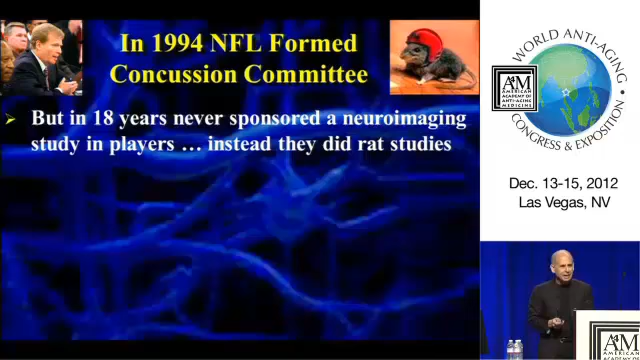 In 1994 NFL Formed
Concussion Committee
But in 18 years never sponsored a neuroimaging
study in players … instead they did rat studies
WORLD ANTI-AGING
CONGRESS & EXPOSITION
A4M
AMERICAN
ACADEMY OF
ANTI-AGING
MEDICINE
Dec. 13-15, 2012
Las Vegas, NV
A4M
AMERICAN